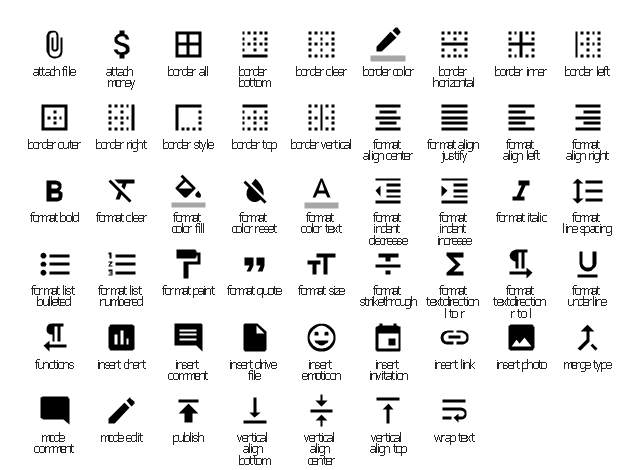 attach file
attach
money
border all
border
bottom
border clear
border color
border
horizontal
border inner
border left
border outer
border right
border style
border top
border vertical
format
align center
format align
justify
format
align left
format
align right
format bold
format clear
format
color fill
format
color reset
format
color text
format
indent
decrease
format
indent
increase
format italic
format
line spacing
format list
bulleted
format list
numbered
format paint
format quote
format size
format
strikethrough
format
textdirection
l to r
format
textdirection
r to l
format
underline
functions
insert chart
insert
comment
insert drive
file
insert
emoticon
insert
invitation
insert link
insert photo
merge type
mode
comment
mode edit
publish
vertical
align
bottom
vertical
align
center
vertical
align top
wrap text